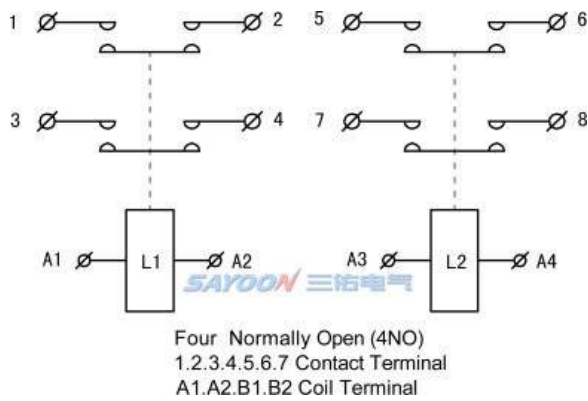 1 2 5 6
3 4 7 8
A1 L1 A2 A3 L2 A4
SAYOON 三佑电气
Four Normally Open (4NO)
1.2.3.4.5.6.7 Contact Terminal
A1.A2.B1.B2 Coil Terminal